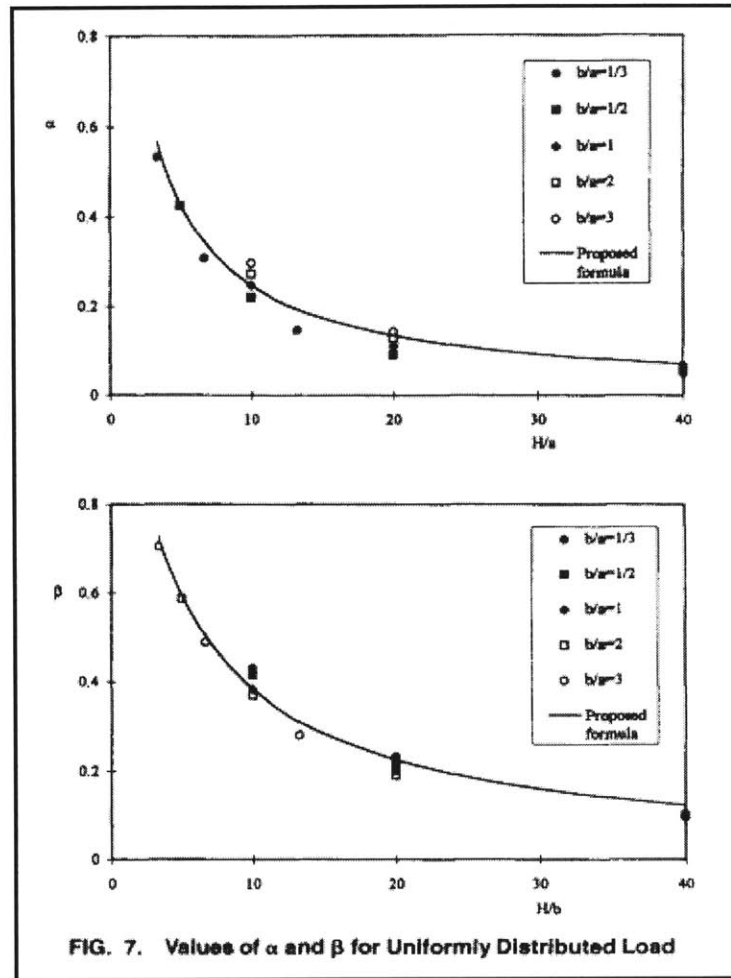 0.8
b/a=1/3
α
b/a=1/2
0.6
b/a=1
b/a=2
0.4
b/a=3
Proposed
formula
0.2
0
0
10
20
30
40
H/a
0.8
b/a=1/3
β
b/a=1/2
0.6
b/a=1
b/a=2
0.4
b/a=3
Proposed
formula
0.2
0
0
10
20
30
40
H/b
FIG. 7. Values of α and β for Uniformly Distributed Load